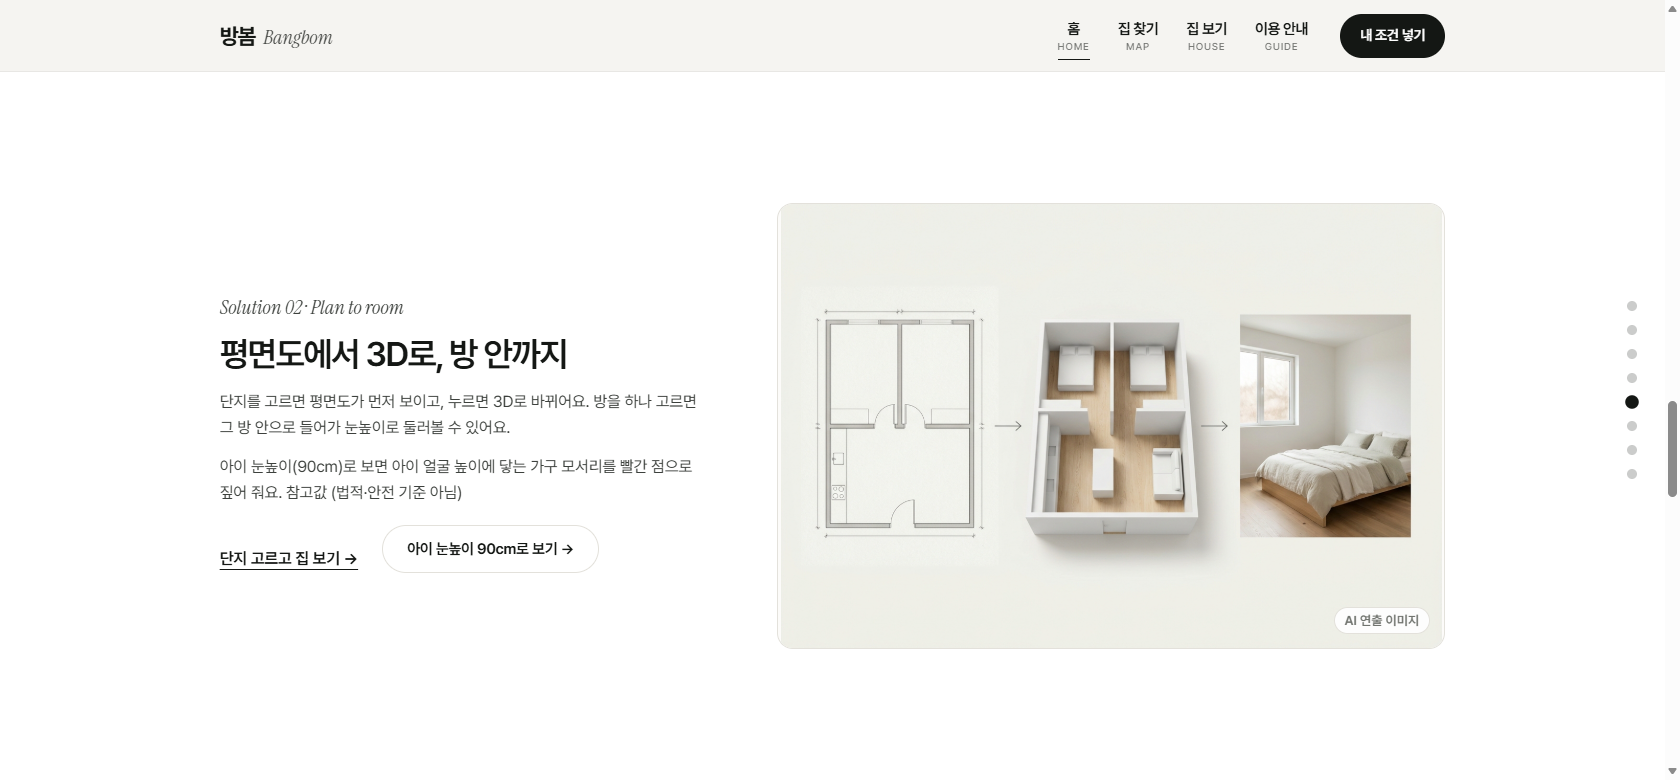 방봄 Bangbom
홈
HOME
집 찾기
MAP
집 보기
HOUSE
이용 안내
GUIDE
내 조건 넣기
Solution 02 · Plan to room
평면도에서 3D로, 방 안까지
단지를 고르면 평면도가 먼저 보이고, 누르면 3D로 바뀌어요. 방을 하나 고르면
그 방 안으로 들어가 눈높이로 둘러볼 수 있어요.
아이 눈높이(90cm)로 보면 아이 얼굴 높이에 닿는 가구 모서리를 빨간 점으로
짚어 줘요. 참고값 (법적·안전 기준 아님)
단지 고르고 집 보기 →
아이 눈높이 90cm로 보기 →
AI 연출 이미지